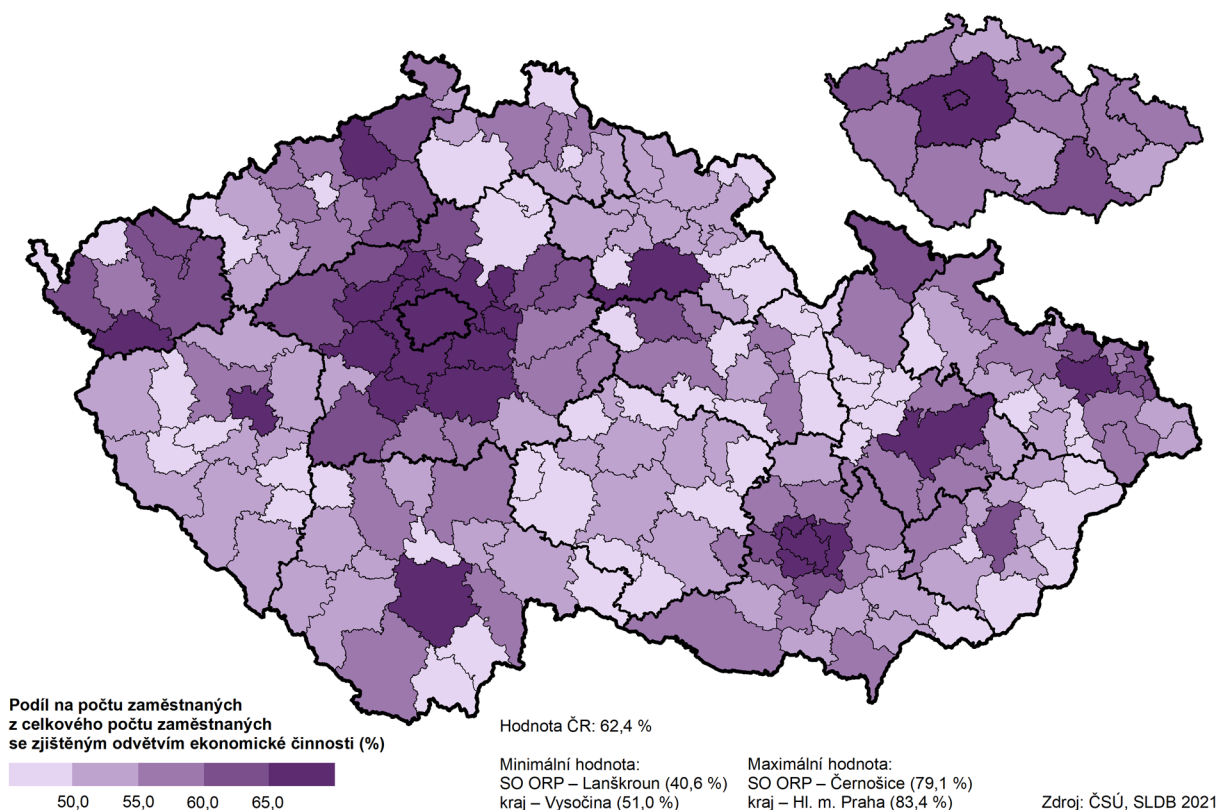 Podíl na počtu zaměstnaných
z celkového počtu zaměstnaných
se zjištěným odvětvím ekonomické činnosti (%)
50,0 55,0 60,0 65,0
Hodnota ČR: 62,4 %
Minimální hodnota:
SO ORP – Lanškroun (40,6 %)
kraj – Vysočina (51,0 %)
Maximální hodnota:
SO ORP – Černošice (79,1 %)
kraj – Hl. m. Praha (83,4 %)
Zdroj: ČSÚ, SLDB 2021